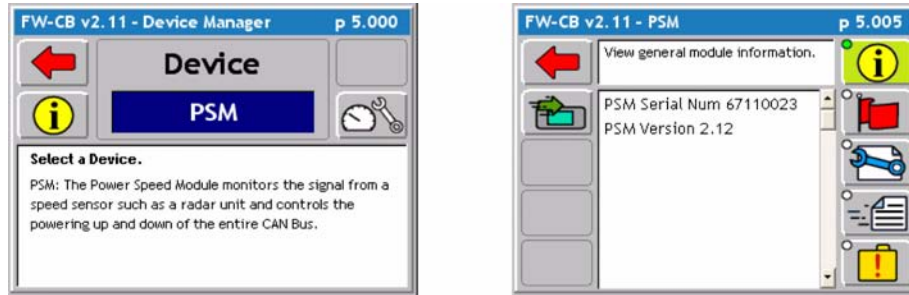 FW-CB v2.11 - Device Manager p 5.000
Device
PSM
Select a Device.
PSM: The Power Speed Module monitors the signal from a
speed sensor such as a radar unit and controls the
powering up and down of the entire CAN Bus.
FW-CB v2.11 - PSM p 5.005
View general module information.
PSM Serial Num 67110023
PSM Version 2.12